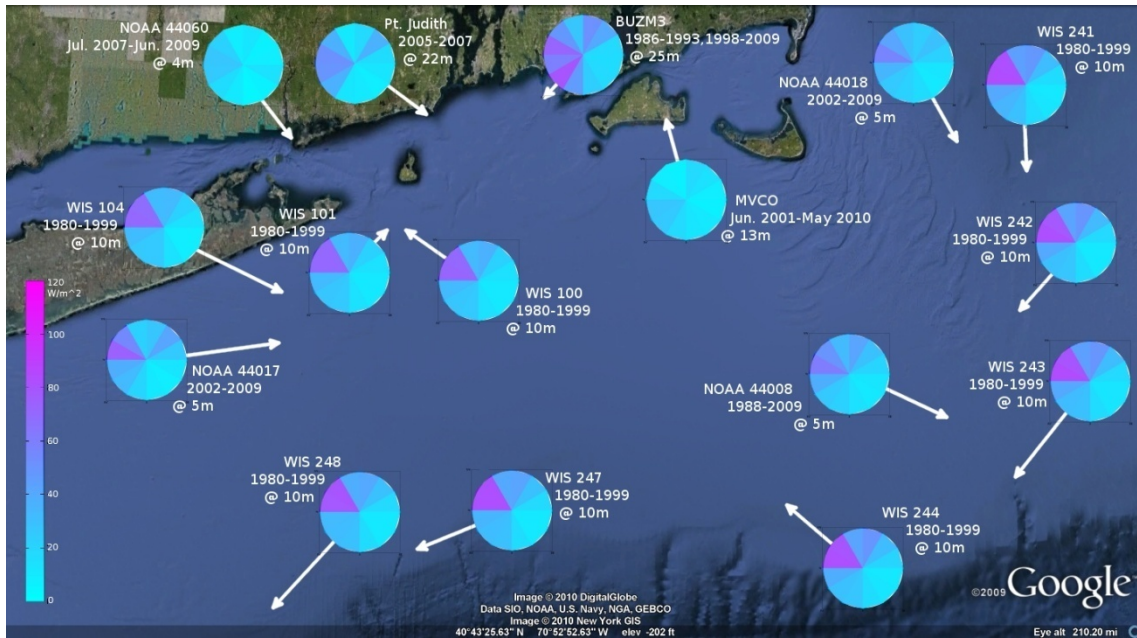 NOAA 44060
Jul. 2007-Jun. 2009
@ 4m
Pt. Judith
2005-2007
@ 22m
BUZM3
1986-1993,1998-2009
@ 25m
NOAA 44018
2002-2009
@ 5m
WIS 241
1980-1999
@ 10m
WIS 104
1980-1999
@ 10m
WIS 101
1980-1999
@ 10m
WIS 100
1980-1999
@ 10m
MVCO
Jun. 2001-May 2010
@ 13m
WIS 242
1980-1999
@ 10m
120
W/m^2
100
80
60
40
20
0
NOAA 44017
2002-2009
@ 5m
NOAA 44008
1988-2009
@ 5m
WIS 243
1980-1999
@ 10m
WIS 248
1980-1999
@ 10m
WIS 247
1980-1999
@ 10m
WIS 244
1980-1999
@ 10m
Image © 2010 DigitalGlobe
Data SIO, NOAA, U.S. Navy, NGA, GEBCO
Image © 2010 New York GIS
40°43'25.63" N 70°52'52.63" W elev -202 ft
©2009 Google
Eye alt 210.20 mi